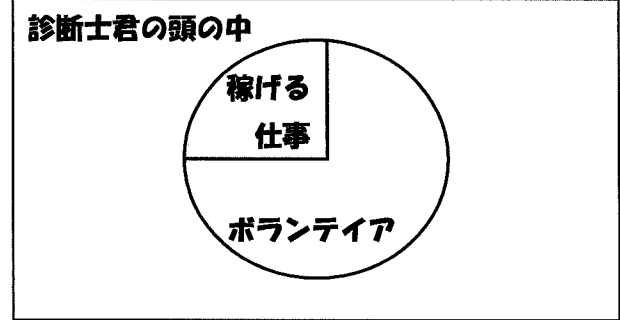 診断士君の頭の中
稼げる
仕事
ボランテイア